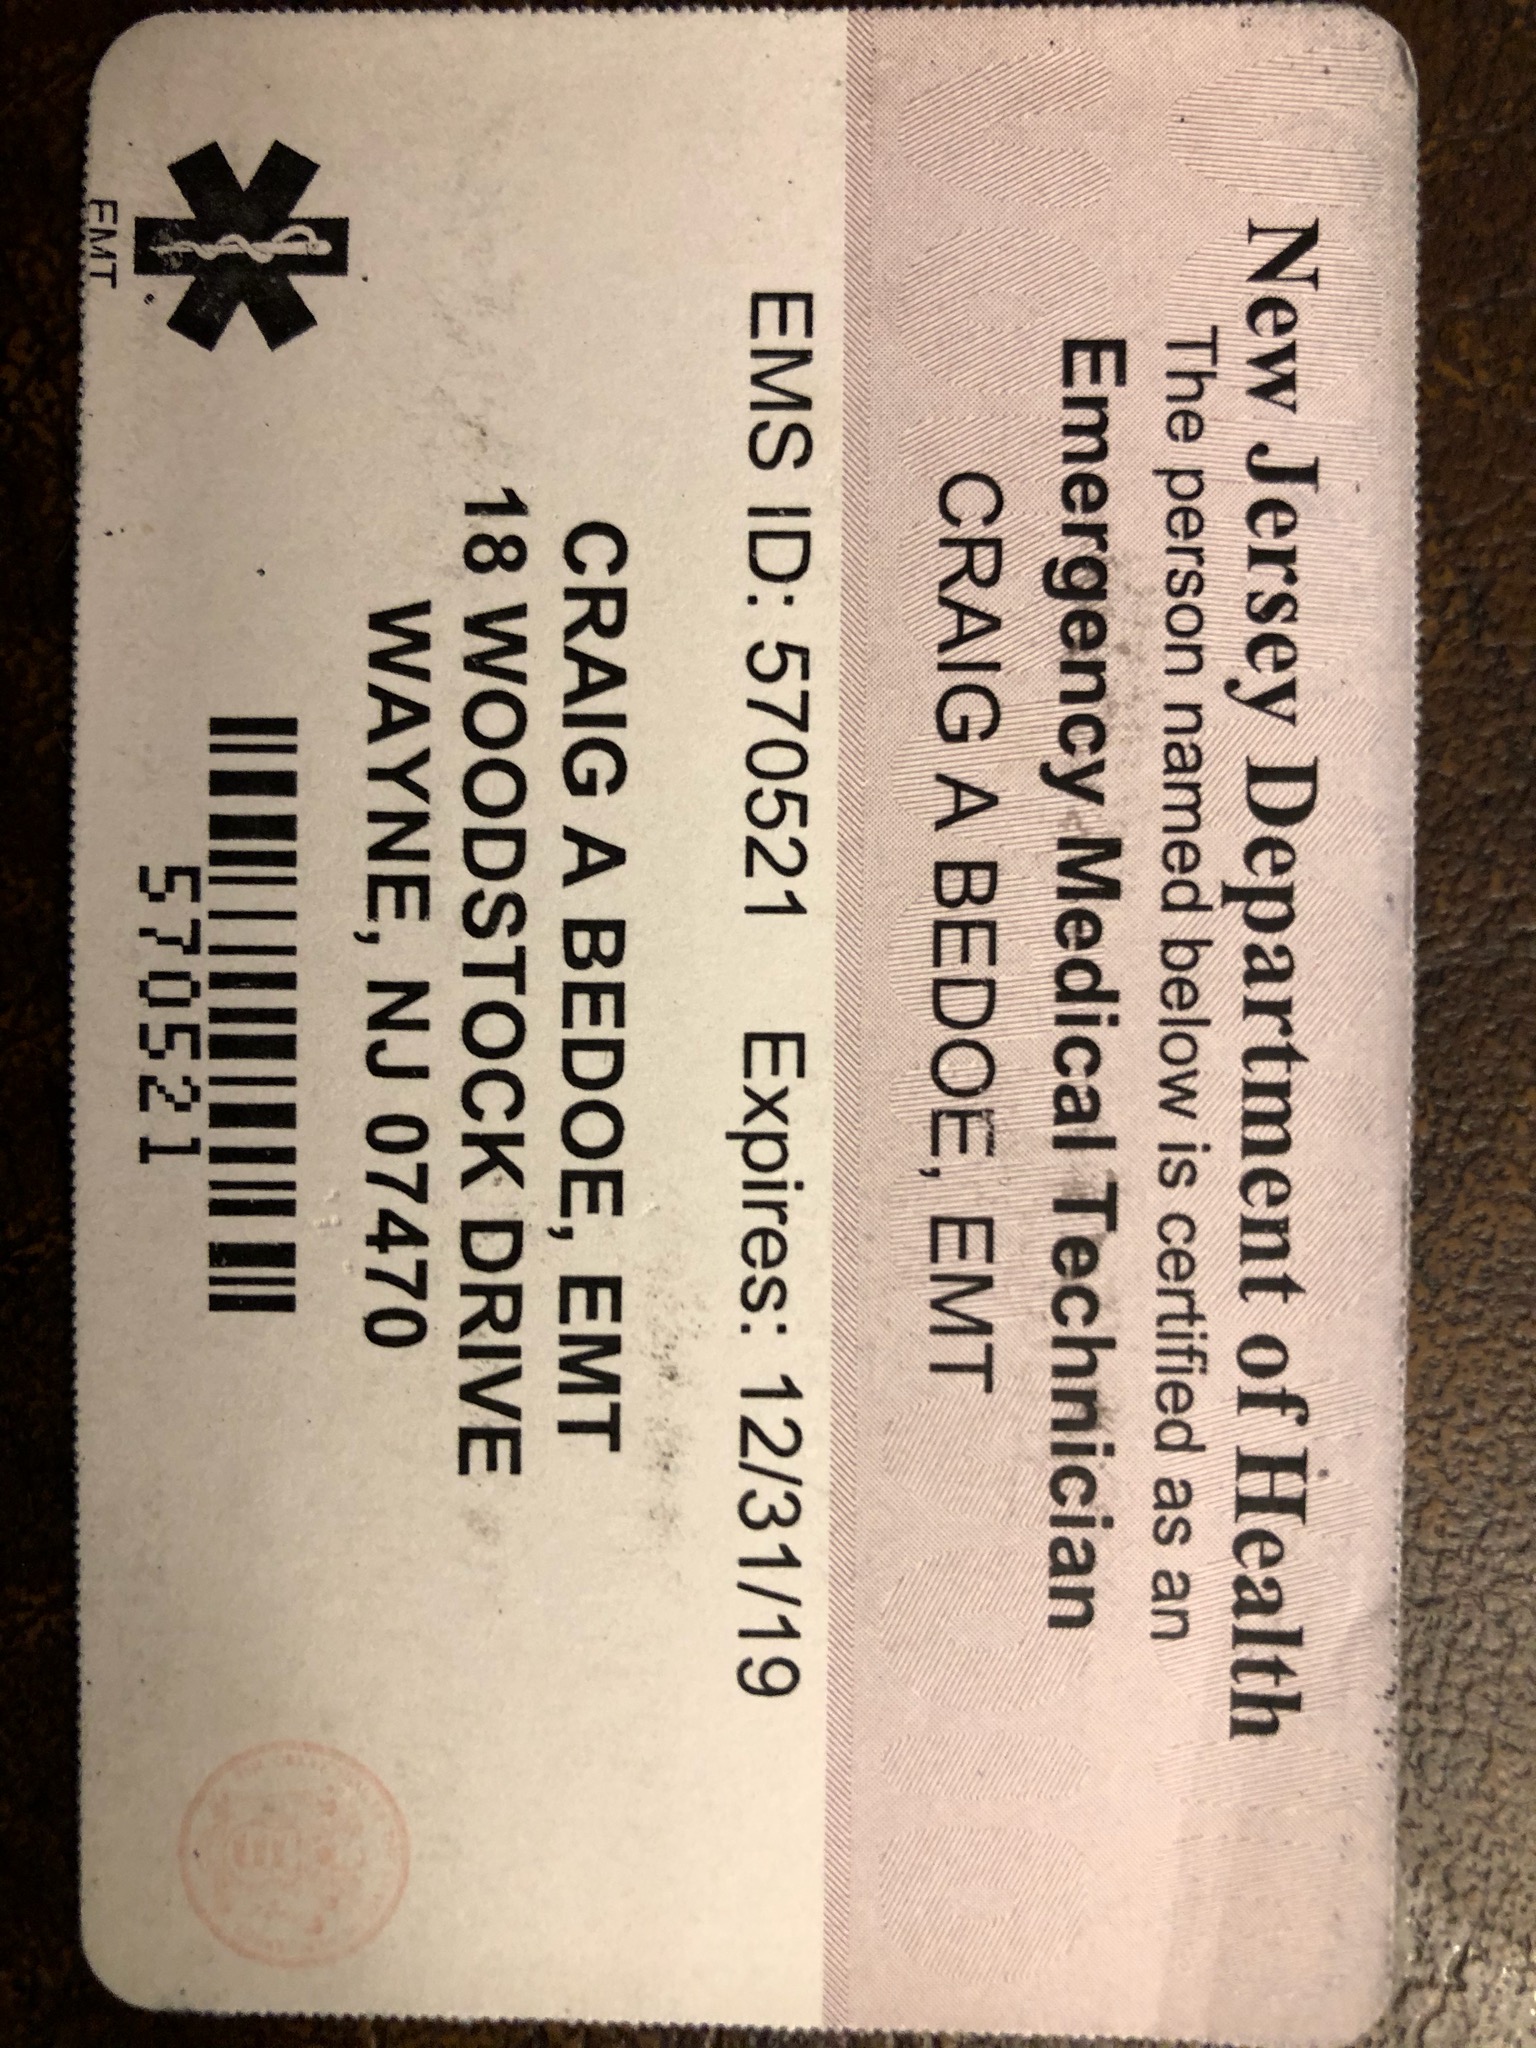 New Jersey Department of Health
The person named below is certified as an
Emergency Medical Technician
CRAIG A BEDOE, EMT
EMS ID: 570521 Expires: 12/31/19
CRAIG A BEDOE, EMT
18 WOODSTOCK DRIVE
WAYNE, NJ 07470
570521
EMT